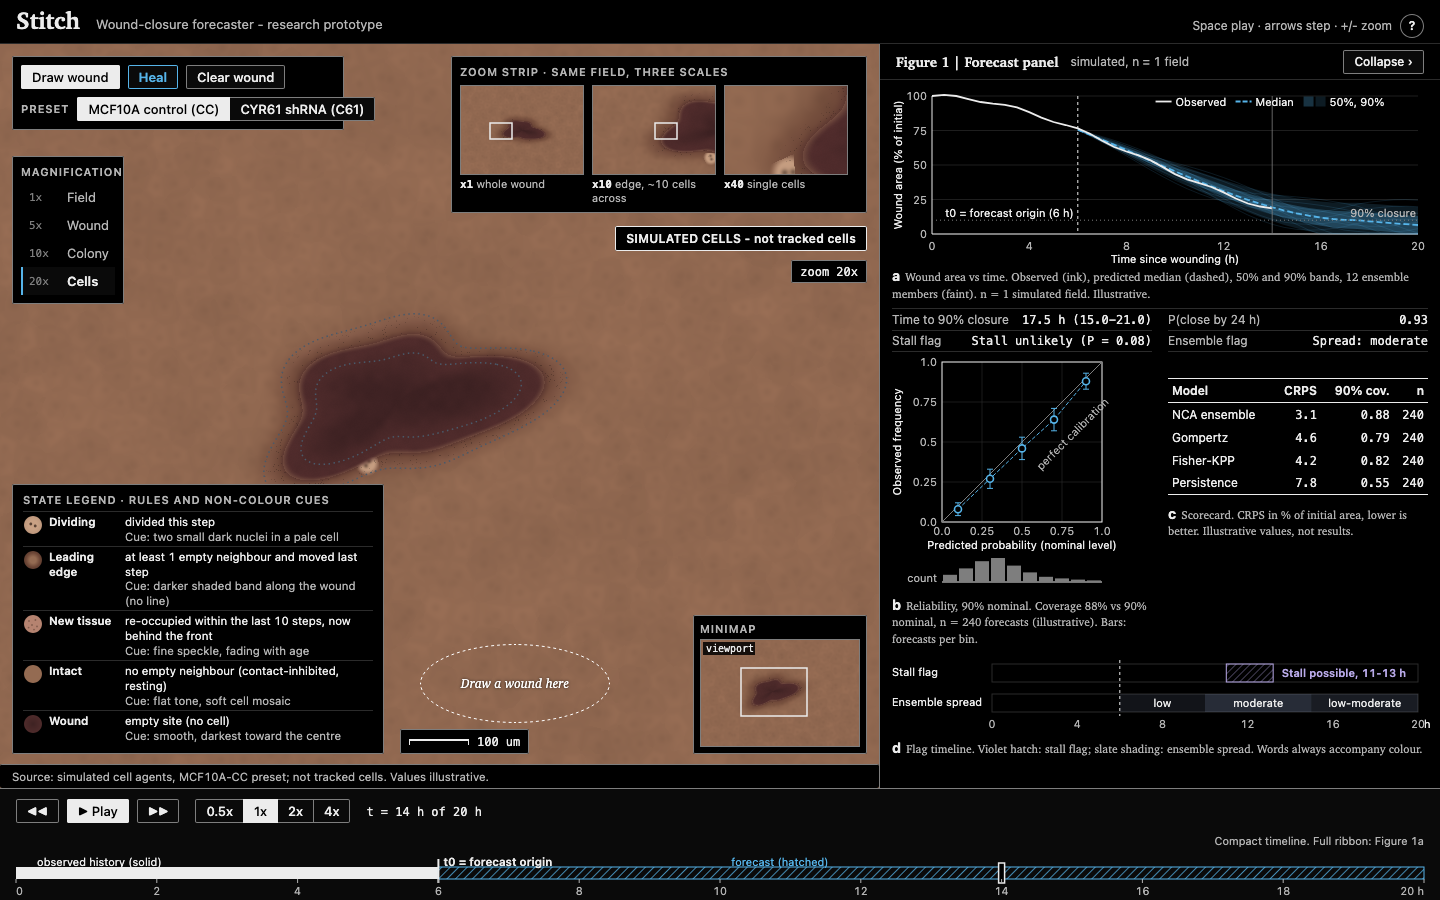 Stitch
Wound-closure forecaster - research prototype
Space play · arrows step · +/- zoom
?
Draw wound
Heal
Clear wound
PRESET
MCF10A control (CC)
CYR61 shRNA (C61)
MAGNIFICATION
1x Field
5x Wound
10x Colony
20x Cells
ZOOM STRIP · SAME FIELD, THREE SCALES
x1 whole wound
x10 edge, ~10 cells
across
x40 single cells
SIMULATED CELLS - not tracked cells
zoom 20x
STATE LEGEND · RULES AND NON-COLOUR CUES
Dividing
divided this step
Cue: two small dark nuclei in a pale cell
Leading
edge
at least 1 empty neighbour and moved last
step
Cue: darker shaded band along the wound
(no line)
New tissue
re-occupied within the last 10 steps, now
behind the front
Cue: fine speckle, fading with age
Intact
no empty neighbour (contact-inhibited,
resting)
Cue: flat tone, soft cell mosaic
Wound
empty site (no cell)
Cue: smooth, darkest toward the centre
Draw a wound here
100 um
MINIMAP
viewport
Source: simulated cell agents, MCF10A-CC preset; not tracked cells. Values illustrative.
Figure 1 | Forecast panel
simulated, n = 1 field
Collapse ›
Wound area (% of initial)
100
75
50
25
0
Observed
Median
50%, 90%
t0 = forecast origin (6 h)
90% closure
0 4 8 12 16 20
Time since wounding (h)
a Wound area vs time. Observed (ink), predicted median (dashed), 50% and 90% bands, 12 ensemble
members (faint). n = 1 simulated field. Illustrative.
Time to 90% closure 17.5 h (15.0–21.0)
P(close by 24 h) 0.93
Stall flag Stall unlikely (P = 0.08)
Ensemble flag Spread: moderate
Observed frequency
1.0
0.75
0.5
0.25
0.0
perfect calibration
0.0 0.25 0.5 0.75 1.0
Predicted probability (nominal level)
count
b Reliability, 90% nominal. Coverage 88% vs 90%
nominal, n = 240 forecasts (illustrative). Bars:
forecasts per bin.
Model CRPS 90% cov. n
NCA ensemble 3.1 0.88 240
Gompertz 4.6 0.79 240
Fisher-KPP 4.2 0.82 240
Persistence 7.8 0.55 240
c Scorecard. CRPS in % of initial area, lower is
better. Illustrative values, not results.
Stall flag
Stall possible, 11-13 h
Ensemble spread
low
moderate
low-moderate
0 4 8 12 16 20h
d Flag timeline. Violet hatch: stall flag; slate shading: ensemble spread. Words always accompany colour.
◀◀
▶ Play
▶▶
0.5x
1x
2x
4x
t = 14 h of 20 h
Compact timeline. Full ribbon: Figure 1a
observed history (solid)
t0 = forecast origin
forecast (hatched)
0 2 4 6 8 10 12 14 16 18 20 h